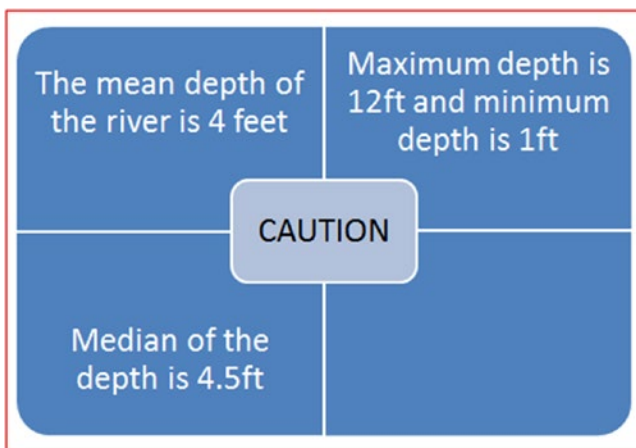 The mean depth of
the river is 4 feet
Maximum depth is
12ft and minimum
depth is 1ft
CAUTION
Median of the
depth is 4.5ft